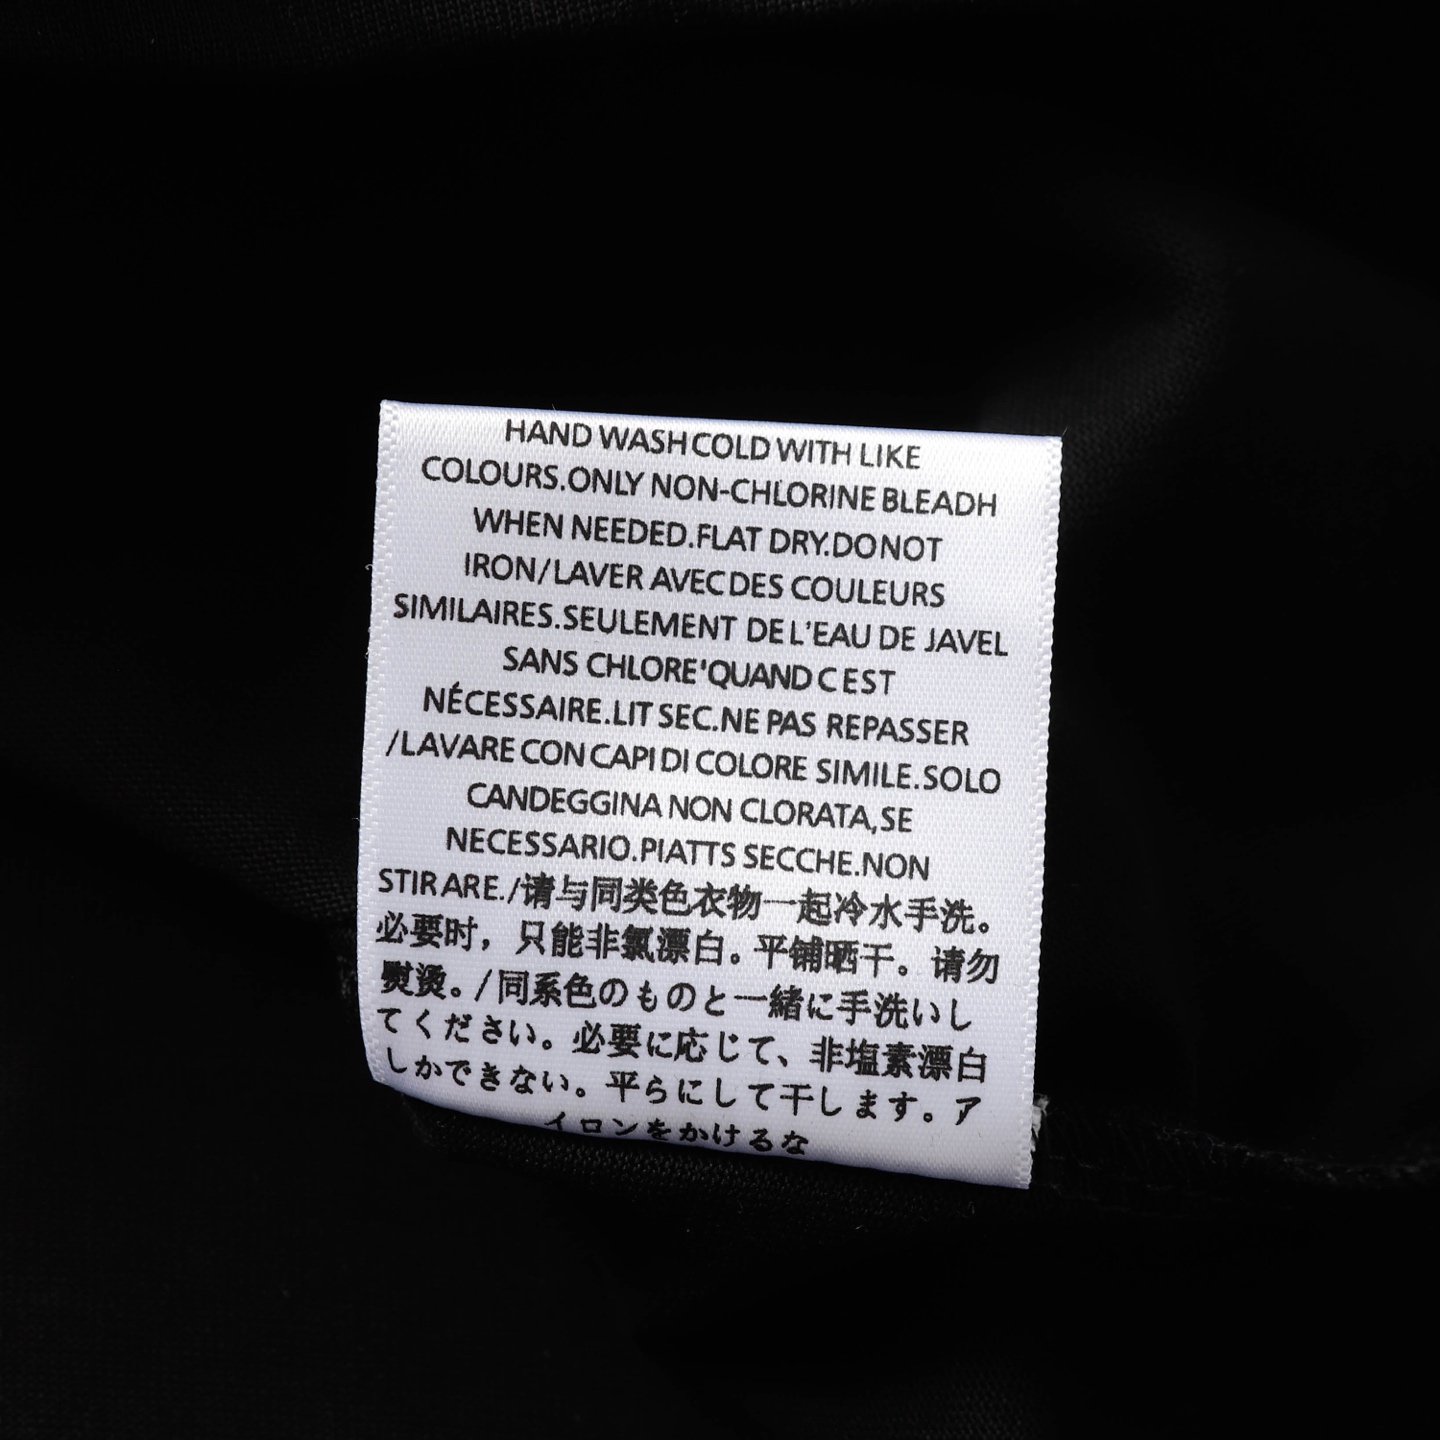 HAND WASH COLD WITH LIKE
COLOURS.ONLY NON-CHLORINE BLEADH
WHEN NEEDED.FLAT DRY.DO NOT
IRON/LAVER AVEC DES COULEURS
SIMILAIRES.SEULEMENT DE L'EAU DE JAVEL
SANS CHLORE'QUAND C EST
NÉCESSAIRE.LIT SEC.NE PAS REPASSER
/LAVARE CON CAPI DI COLORE SIMILE.SOLO
CANDEGGINA NON CLORATA,SE
NECESSARIO.PIATTS SECCHE.NON
STIRARE./请与同类色衣物一起冷水手洗。
必要时，只能非氯漂白。平铺晒干。请勿
熨烫。/同系色のものと一緒に手洗いし
てください。必要に応じて、非塩素漂白
しかできない。平らにして干します。ア
イロンをかけるな